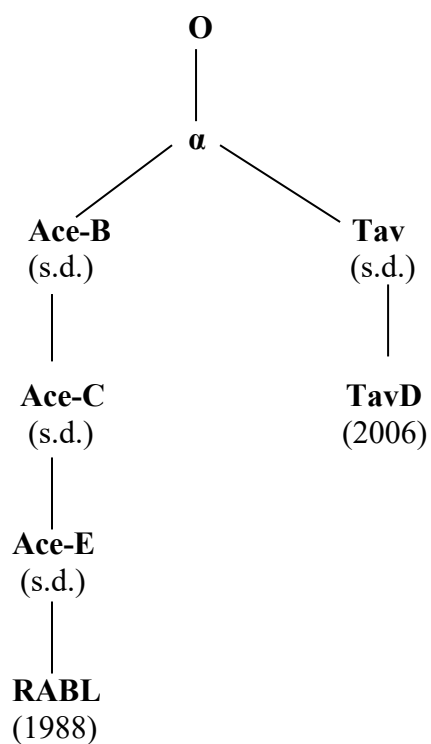 O
α
Ace-B
(s.d.)
Tav
(s.d.)
Ace-C
(s.d.)
TavD
(2006)
Ace-E
(s.d.)
RABL
(1988)